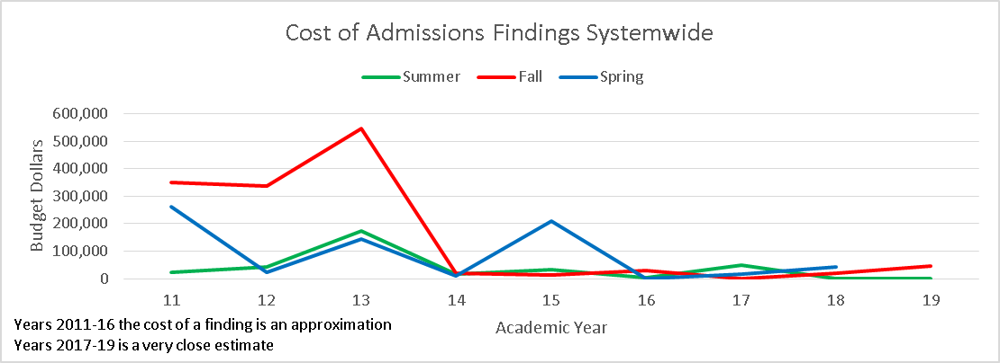 Cost of Admissions Findings Systemwide
Summer Fall Spring
Budget Dollars
600,000
500,000
400,000
300,000
200,000
100,000
0
11 12 13 14 15 16 17 18 19
Academic Year
Years 2011-16 the cost of a finding is an approximation
Years 2017-19 is a very close estimate